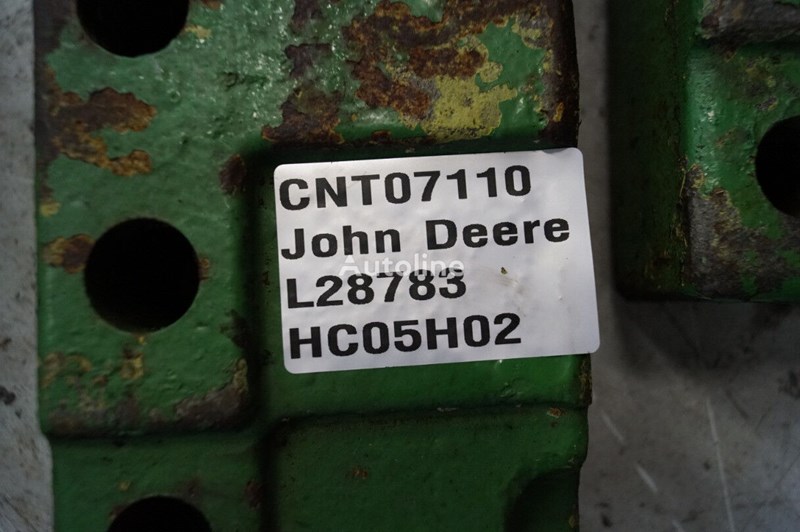 CNT07110
John Deere
Autoline
L28783
HC05H02